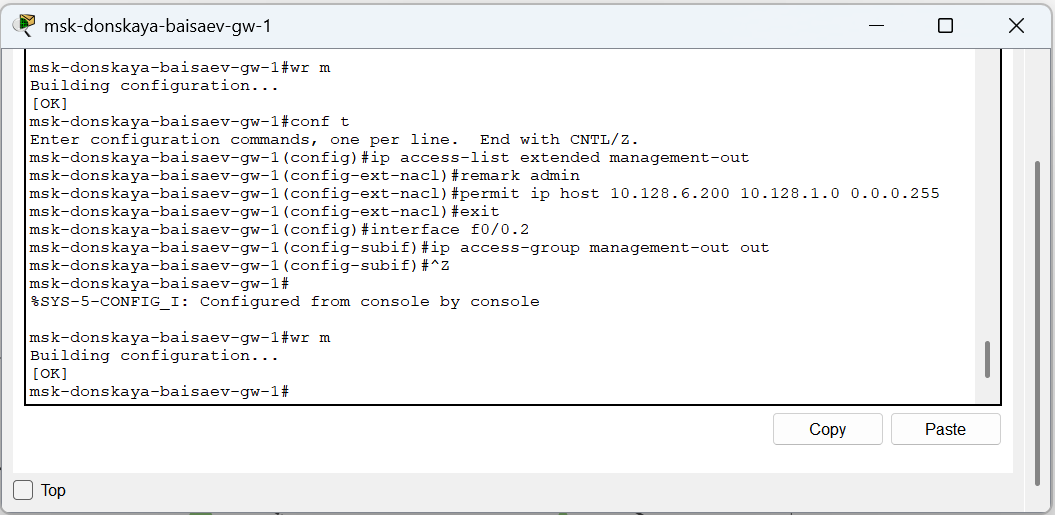 msk-donskaya-baisaev-gw-1
msk-donskaya-baisaev-gw-1#wr m
Building configuration...
[OK]
msk-donskaya-baisaev-gw-1#conf t
Enter configuration commands, one per line.  End with CNTL/Z.
msk-donskaya-baisaev-gw-1(config)#ip access-list extended management-out
msk-donskaya-baisaev-gw-1(config-ext-nacl)#remark admin
msk-donskaya-baisaev-gw-1(config-ext-nacl)#permit ip host 10.128.6.200 10.128.1.0 0.0.0.255
msk-donskaya-baisaev-gw-1(config-ext-nacl)#exit
msk-donskaya-baisaev-gw-1(config)#interface f0/0.2
msk-donskaya-baisaev-gw-1(config-subif)#ip access-group management-out out
msk-donskaya-baisaev-gw-1(config-subif)#^Z
msk-donskaya-baisaev-gw-1#
%SYS-5-CONFIG_I: Configured from console by console
msk-donskaya-baisaev-gw-1#wr m
Building configuration...
[OK]
msk-donskaya-baisaev-gw-1#
Copy
Paste
Top